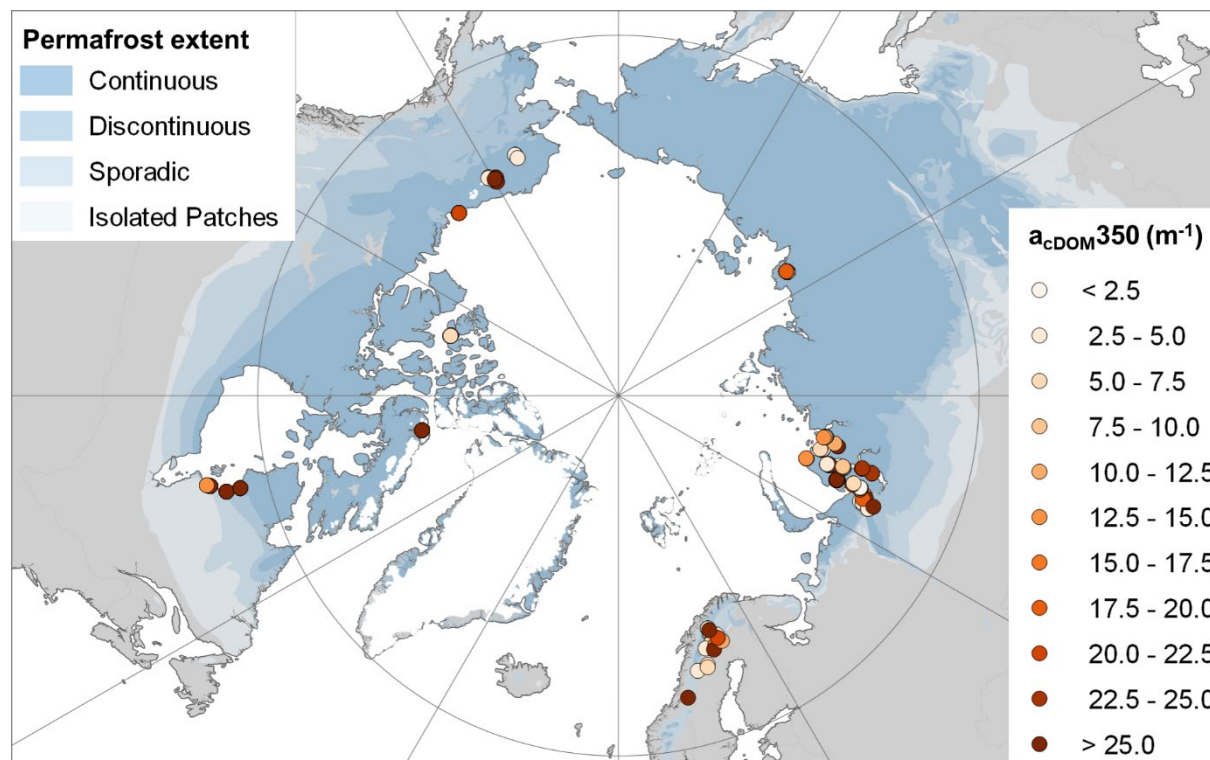 Permafrost extent
Continuous
Discontinuous
Sporadic
Isolated Patches
aCDOM350 (m-1)
< 2.5
2.5 - 5.0
5.0 - 7.5
7.5 - 10.0
10.0 - 12.5
12.5 - 15.0
15.0 - 17.5
17.5 - 20.0
20.0 - 22.5
22.5 - 25.0
> 25.0